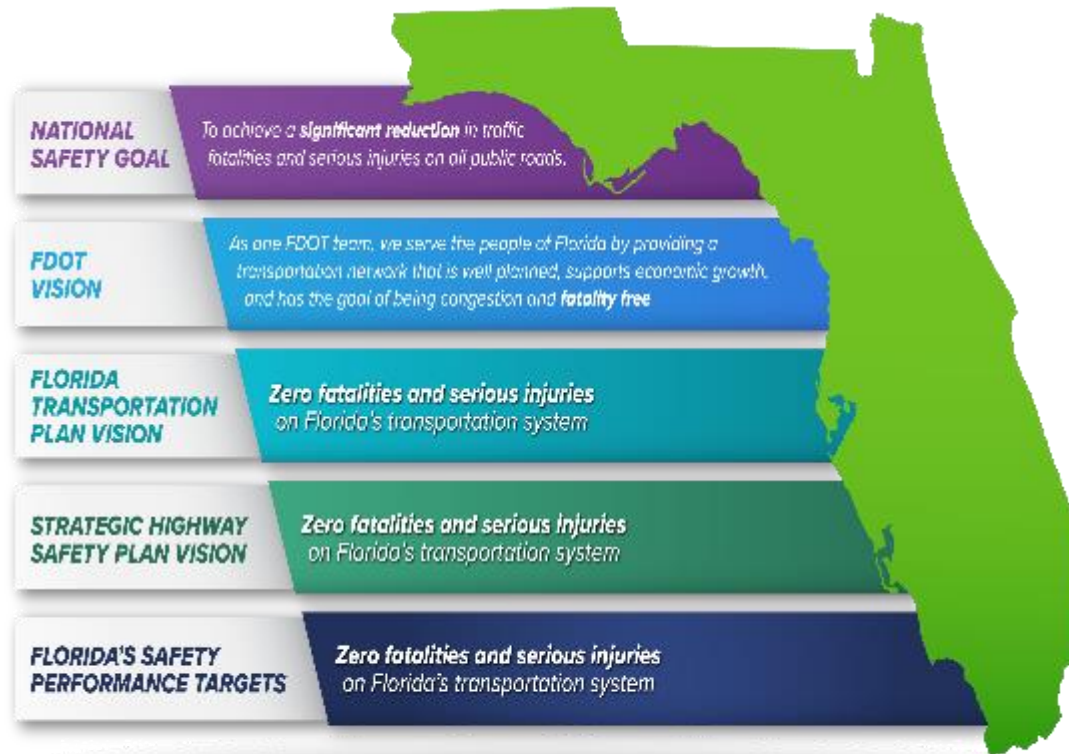 NATIONAL
SAFETY GOAL
To achieve a significant reduction in traffic
fatalities and serious injuries on all public roads.
FDOT
VISION
As one FDOT team, we serve the people of Florida by providing a
transportation network that is well planned, supports economic growth,
and has the goal of being congestion and fatality free
FLORIDA
TRANSPORTATION
PLAN VISION
Zero fatalities and serious injuries
on Florida's transportation system
STRATEGIC HIGHWAY
SAFETY PLAN VISION
Zero fatalities and serious injuries
on Florida's transportation system
FLORIDA'S SAFETY
PERFORMANCE TARGETS
Zero fatalities and serious injuries
on Florida's transportation system